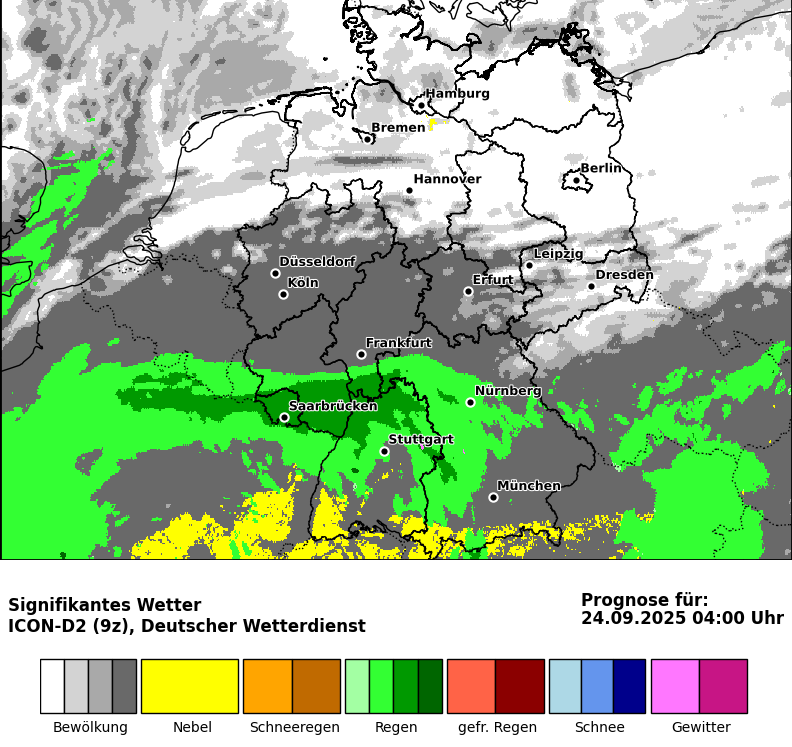 Hamburg
Bremen
Berlin
Hannover
Leipzig
Düsseldorf
Dresden
Köln
Erfurt
Frankfurt
Nürnberg
Saarbrücken
Stuttgart
München
Signifikantes Wetter
ICON-D2 (9z), Deutscher Wetterdienst
Prognose für:
24.09.2025 04:00 Uhr
Bewölkung
Nebel
Schneeregen
Regen
gefr. Regen
Schnee
Gewitter